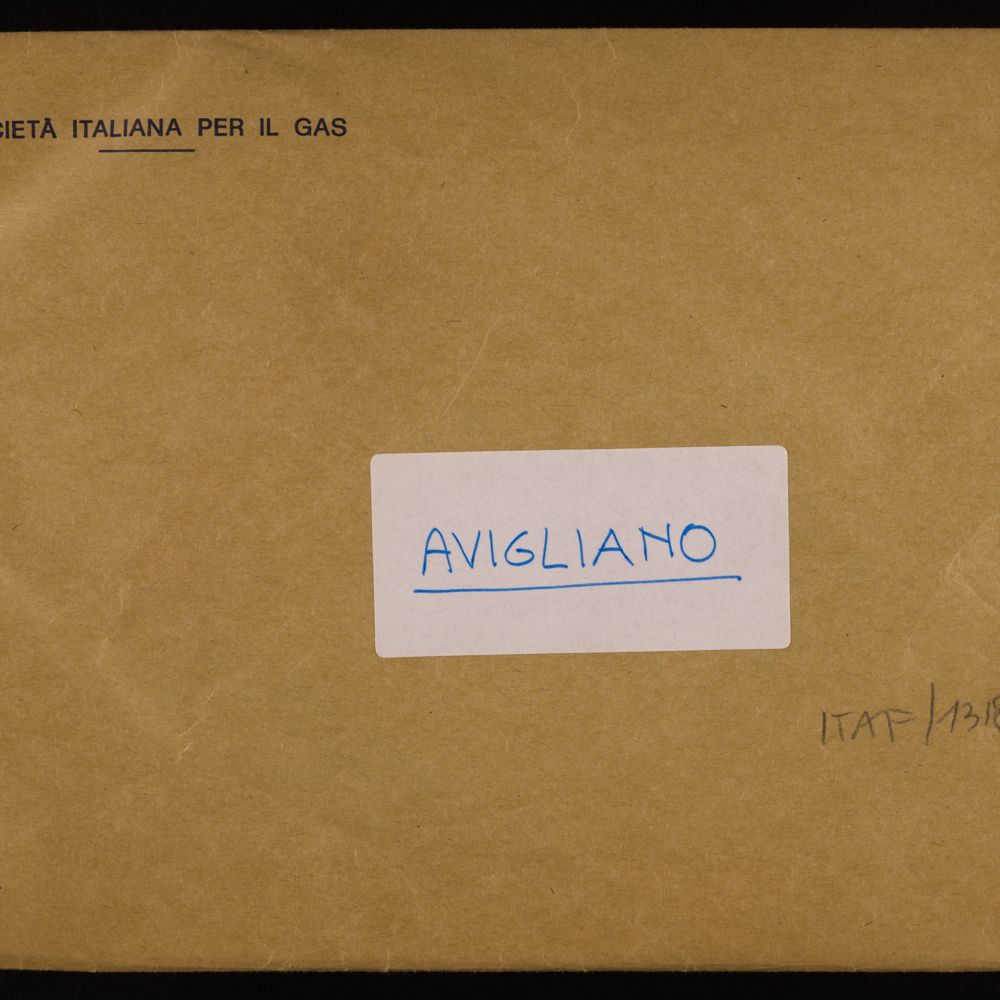 CIETÀ ITALIANA PER IL GAS
AVIGLIANO
ITAF/1318